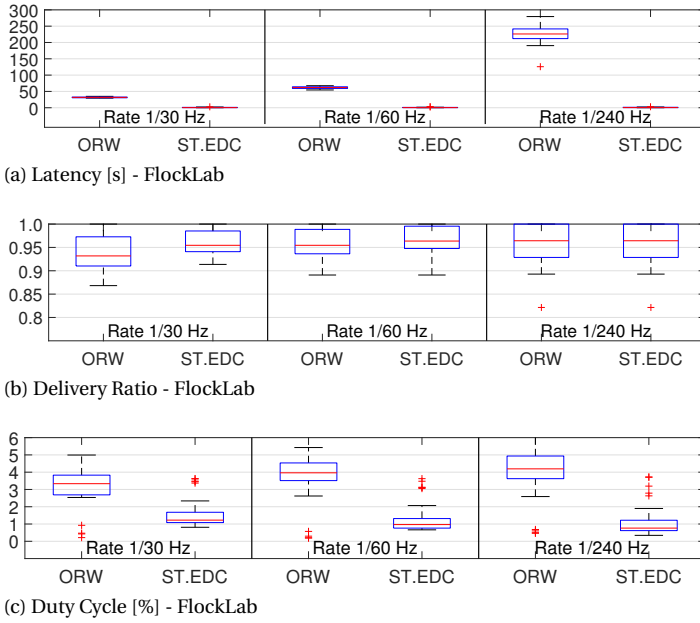 300
250
200
150
100
50
0
Rate 1/30 Hz Rate 1/60 Hz Rate 1/240 Hz
ORW ST.EDC ORW ST.EDC ORW ST.EDC
(a) Latency [s] - FlockLab
1.0
0.95
0.9
0.85
0.8
Rate 1/30 Hz Rate 1/60 Hz Rate 1/240 Hz
ORW ST.EDC ORW ST.EDC ORW ST.EDC
(b) Delivery Ratio - FlockLab
6
5
4
3
2
1
0
Rate 1/30 Hz Rate 1/60 Hz Rate 1/240 Hz
ORW ST.EDC ORW ST.EDC ORW ST.EDC
(c) Duty Cycle [%] - FlockLab